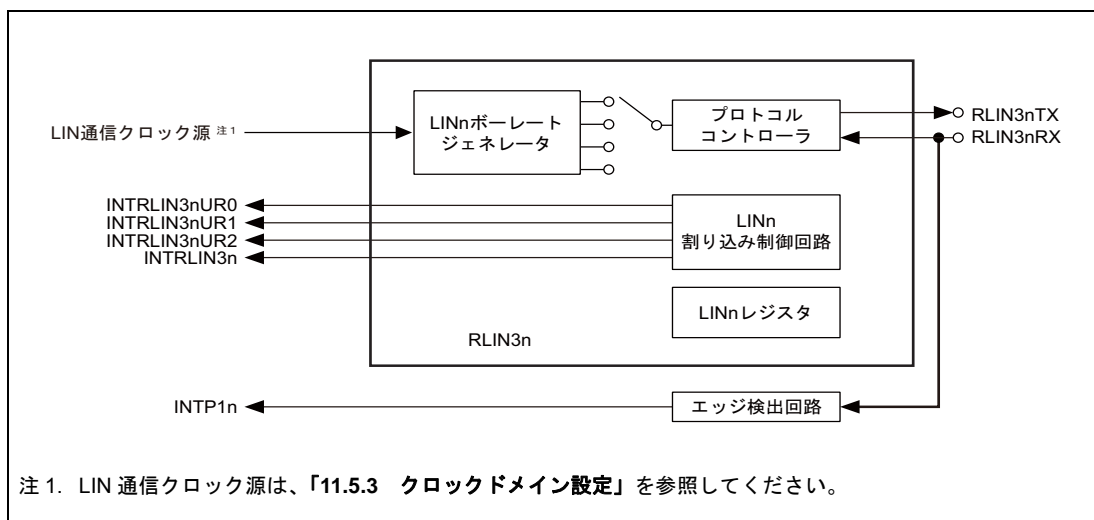 LIN通信クロック源 注1
LINnボーレート
ジェネレータ
プロトコル
コントローラ
RLIN3nTX
RLIN3nRX
INTRLIN3nUR0
INTRLIN3nUR1
INTRLIN3nUR2
INTRLIN3n
LINn
割り込み制御回路
LINnレジスタ
RLIN3n
INTP1n
エッジ検出回路
注 1. LIN 通信クロック源は、「11.5.3 クロックドメイン設定」を参照してください。